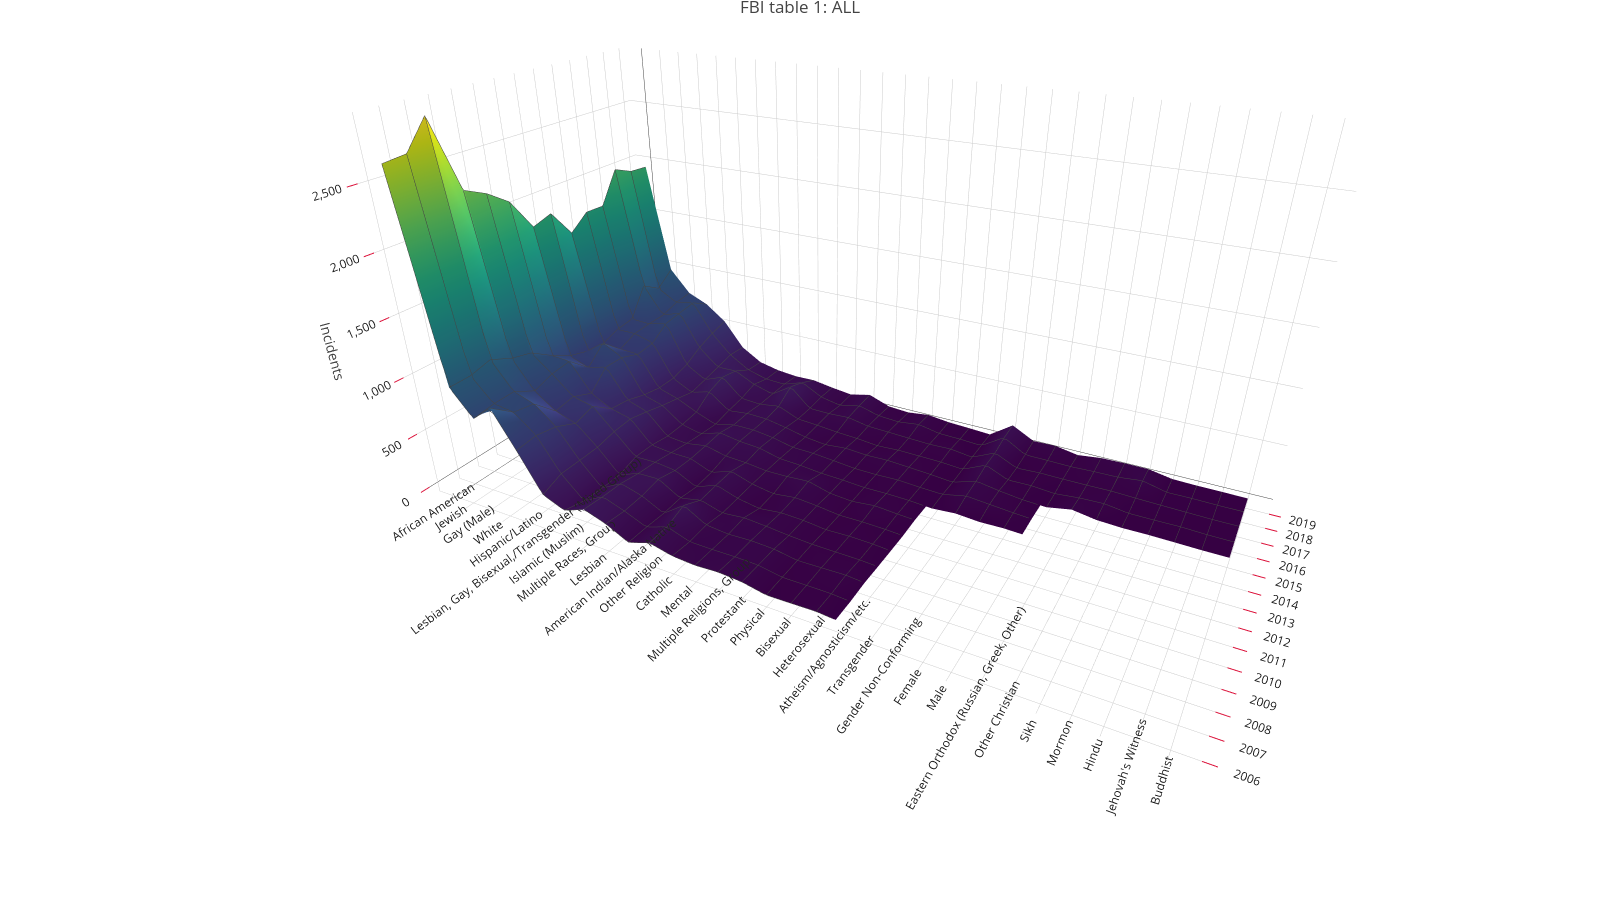 FBI table 1: ALL
2,500
2,000
1,500
1,000
500
0
Incidents
African American
Jewish
Gay (Male)
White
Hispanic/Latino
Lesbian, Gay, Bisexual,/Transgender
Islamic (Muslim)
Multiple Races, Group
Lesbian
American Indian/Alaska
Other Religion
Catholic
Mental
Multiple Religions,
Protestant
Physical
Bisexual
Heterosexual
Atheism/Agnosticism/etc.
Transgender
Gender Non-Conforming
Female
Male
Eastern Orthodox (Russian, Greek, Other)
Other Christian
Sikh
Mormon
Hindu
Jehovah's Witness
Buddhist
2019
2018
2017
2016
2015
2014
2013
2012
2011
2010
2009
2008
2007
2006